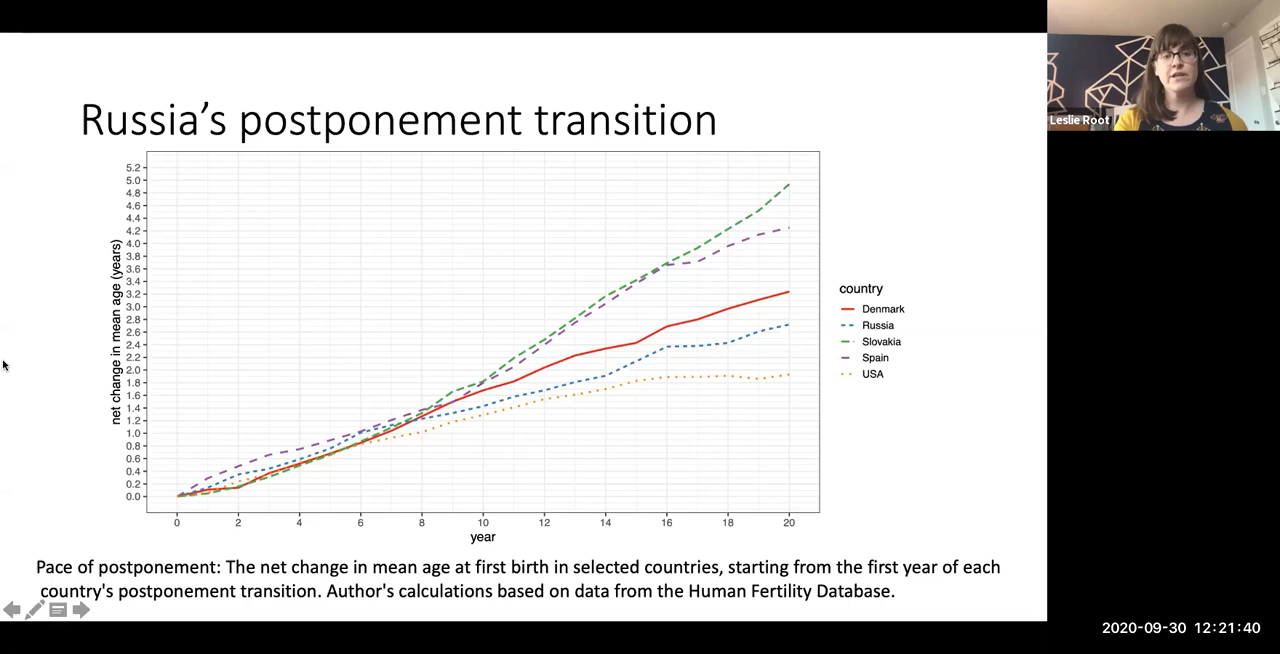 Russia's postponement transition
net change in mean age (years)
5.2
5.0
4.8
4.6
4.4
4.2
4.0
3.8
3.6
3.4
3.2
3.0
2.8
2.6
2.4
2.2
2.0
1.8
1.6
1.4
1.2
1.0
0.8
0.6
0.4
0.2
0.0
0 2 4 6 8 10 12 14 16 18 20
year
country
Denmark
Russia
Slovakia
Spain
USA
Pace of postponement: The net change in mean age at first birth in selected countries, starting from the first year of each
country's postponement transition. Author's calculations based on data from the Human Fertility Database.
Leslie Root
2020-09-30 12:21:40